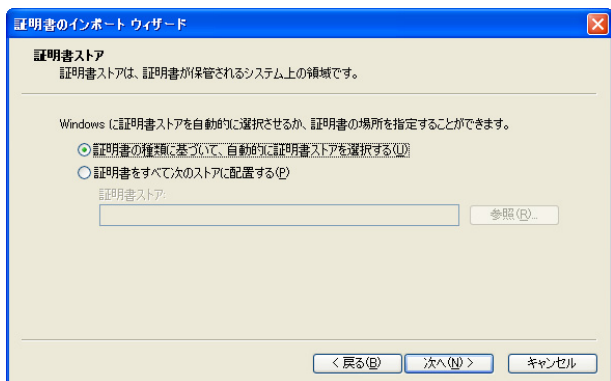 証明書のインポート ウィザード
証明書ストア
証明書ストアは、証明書が保管されるシステム上の領域です。
Windows に証明書ストアを自動的に選択させるか、証明書の場所を指定することができます。
証明書の種類に基づいて、自動的に証明書ストアを選択する(U)
証明書をすべて次のストアに配置する(P)
証明書ストア:
参照(R)...
< 戻る(B)
次へ(N) >
キャンセル